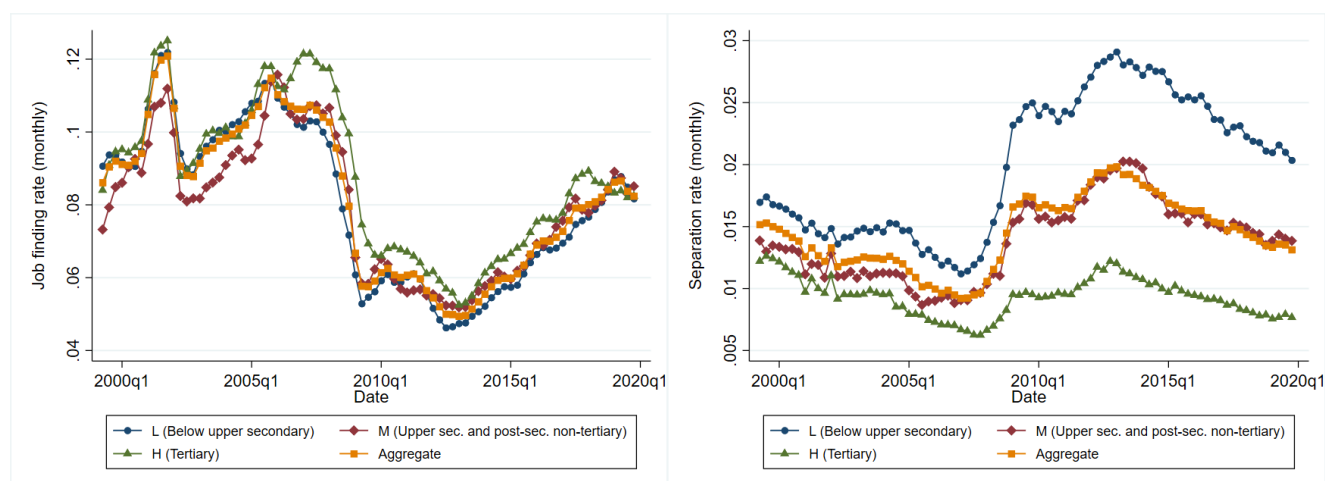 Job finding rate (monthly)
.12
.1
.08
.06
.04
2000q1 2005q1 2010q1 2015q1 2020q1
Date
L (Below upper secondary) M (Upper sec. and post-sec. non-tertiary)
H (Tertiary) Aggregate
Separation rate (monthly)
.03
.025
.02
.015
.01
.005
2000q1 2005q1 2010q1 2015q1 2020q1
Date
L (Below upper secondary) M (Upper sec. and post-sec. non-tertiary)
H (Tertiary) Aggregate